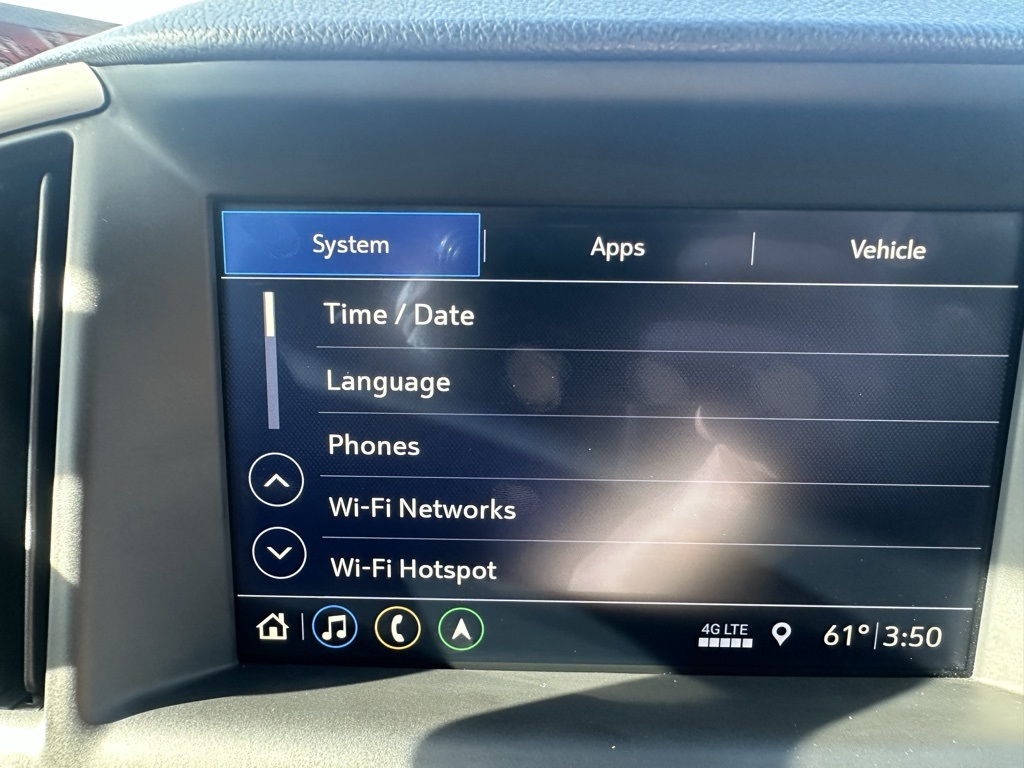 System
Apps
Vehicle
Time / Date
Language
Phones
Wi-Fi Networks
Wi-Fi Hotspot
4G LTE
61°
3:50